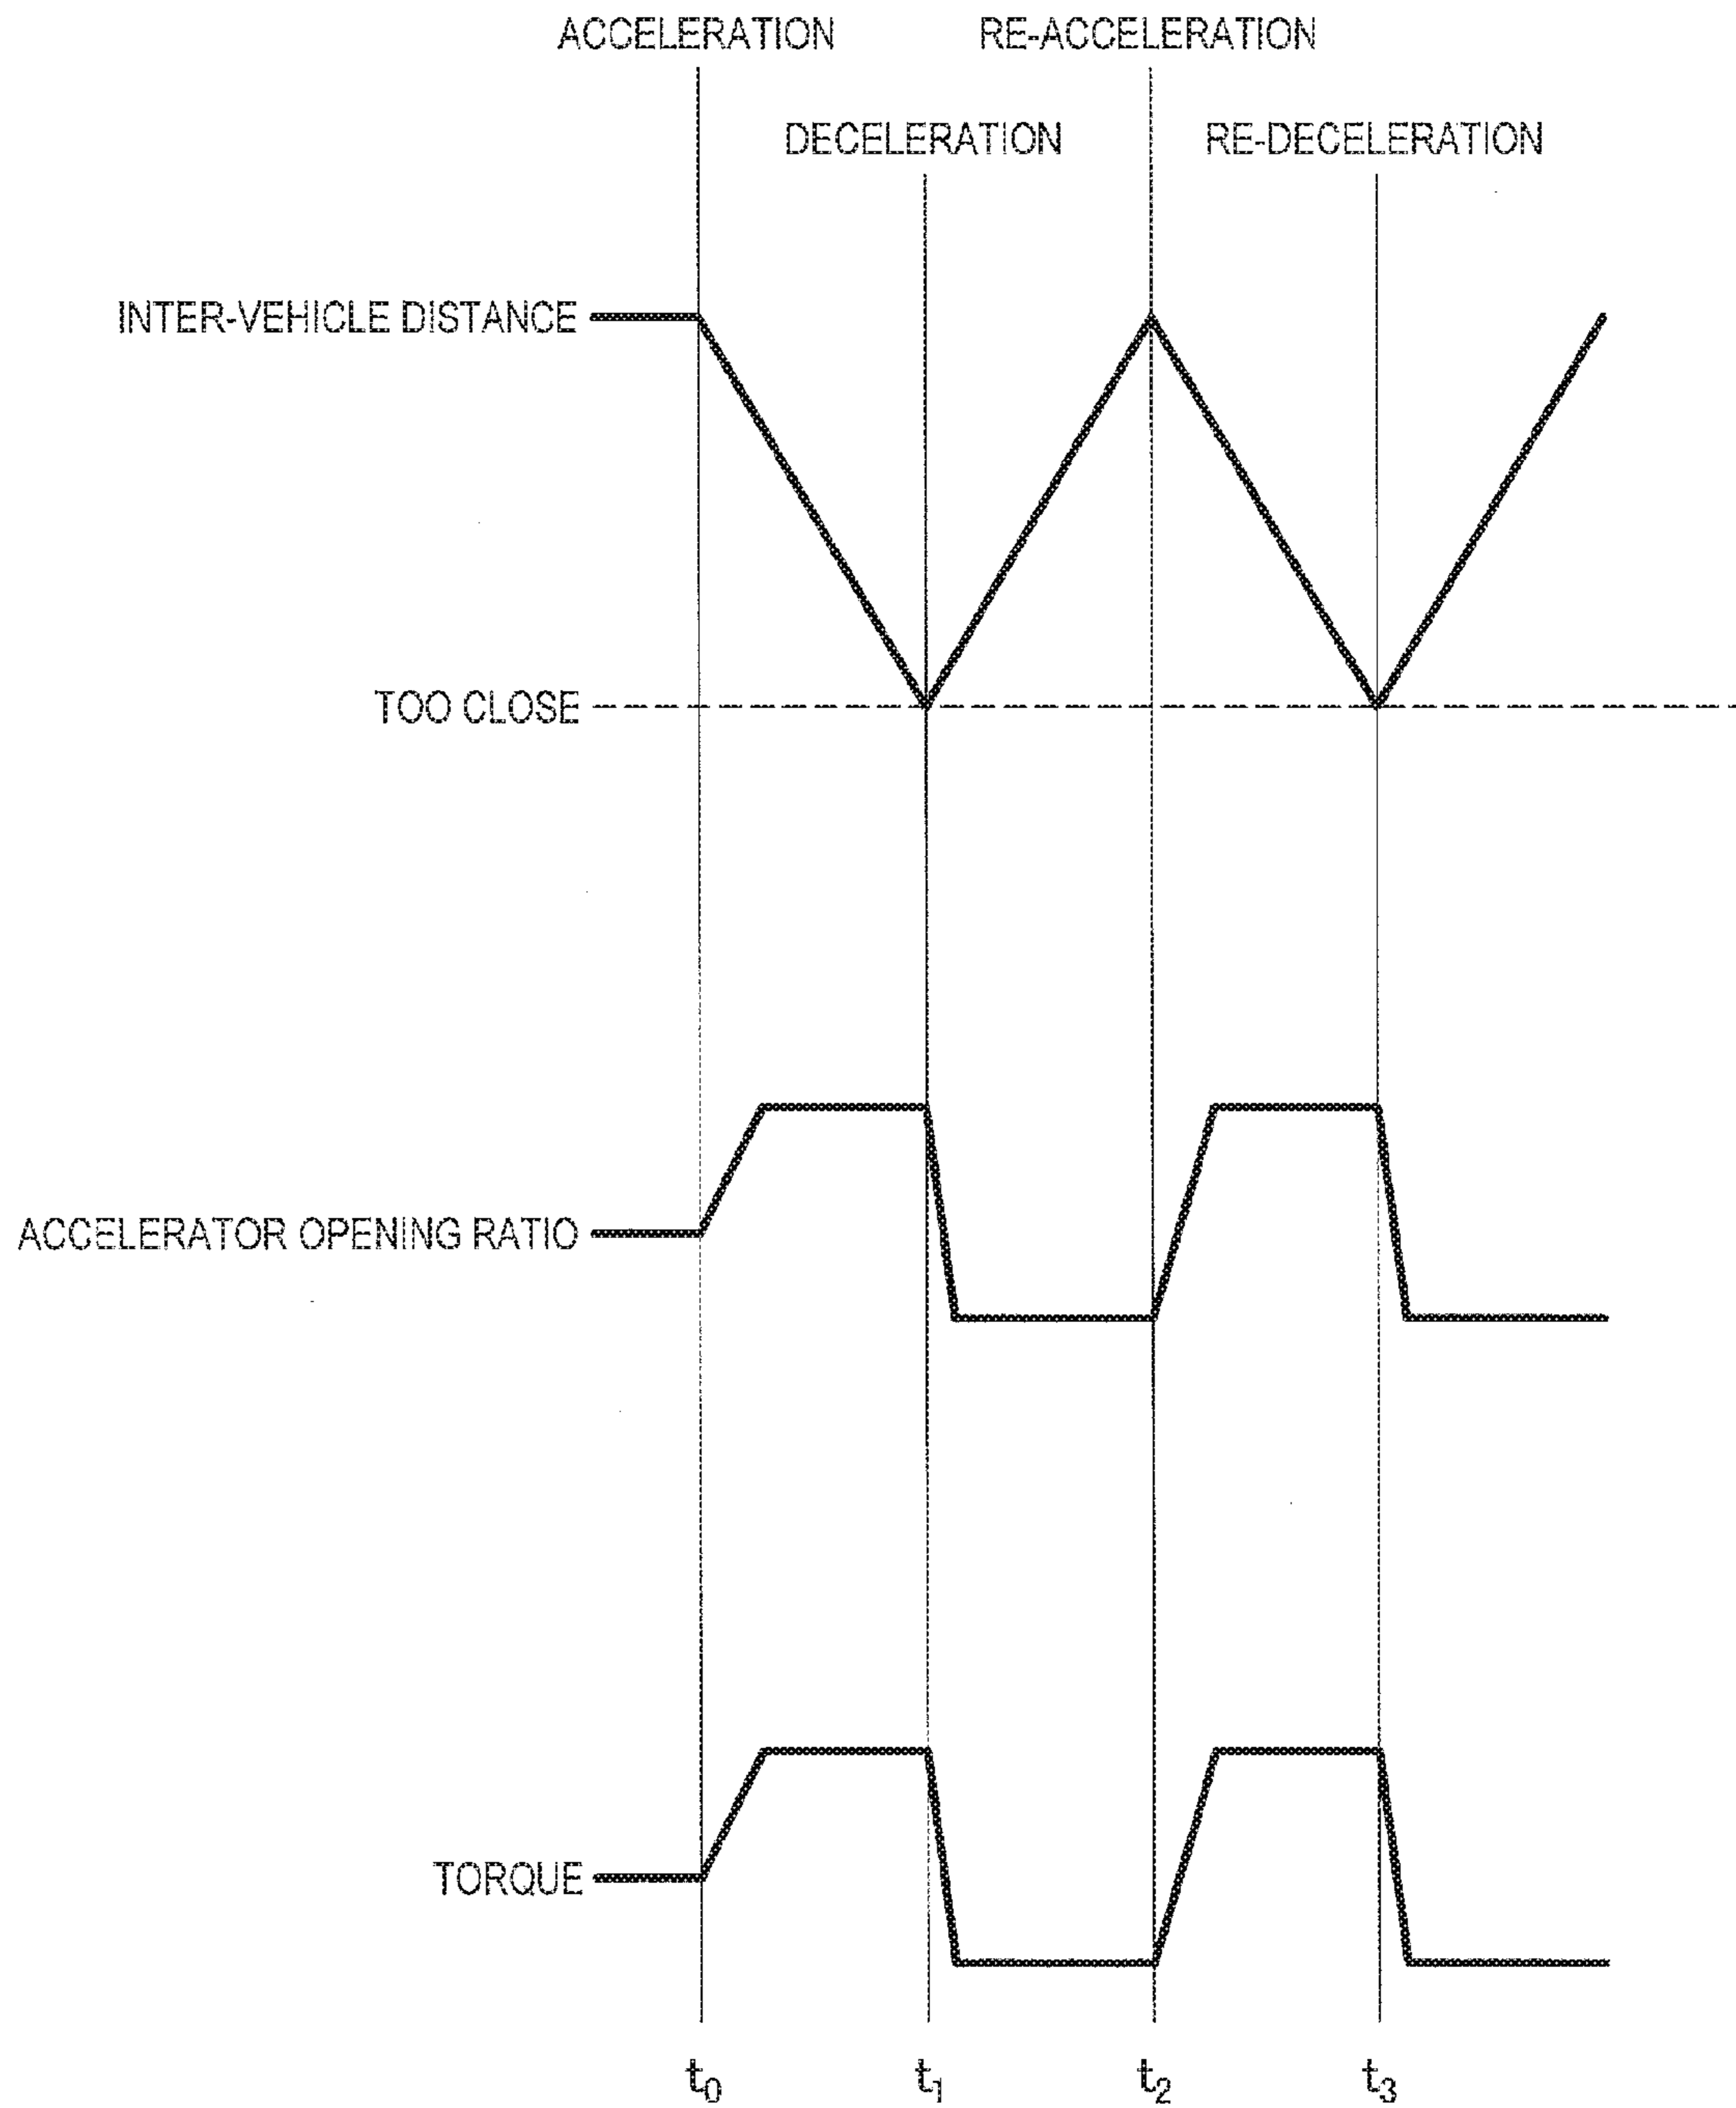 ACCELERATION
RE-ACCELERATION
DECELERATION
RE-DECELERATION
INTER-VEHICLE DISTANCE
TOO CLOSE
ACCELERATOR OPENING RATIO
TORQUE
t0
t1
t2
t3